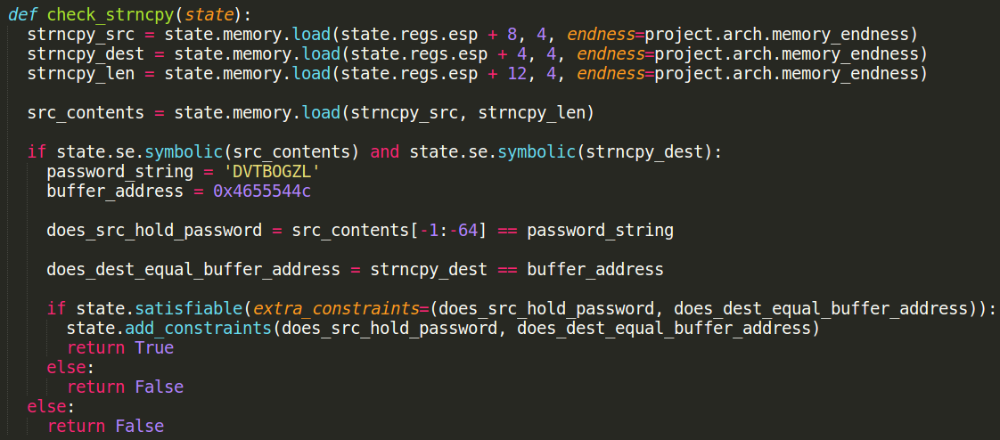 def check_strncpy(state):
  strncpy_src = state.memory.load(state.regs.esp + 8, 4, endness=project.arch.memory_endness)
  strncpy_dest = state.memory.load(state.regs.esp + 4, 4, endness=project.arch.memory_endness)
  strncpy_len = state.memory.load(state.regs.esp + 12, 4, endness=project.arch.memory_endness)

  src_contents = state.memory.load(strncpy_src, strncpy_len)

  if state.se.symbolic(src_contents) and state.se.symbolic(strncpy_dest):
    password_string = 'DVTBOGZL'
    buffer_address = 0x4655544c

    does_src_hold_password = src_contents[-1:-64] == password_string

    does_dest_equal_buffer_address = strncpy_dest == buffer_address

    if state.satisfiable(extra_constraints=(does_src_hold_password, does_dest_equal_buffer_address)):
      state.add_constraints(does_src_hold_password, does_dest_equal_buffer_address)
      return True
    else:
      return False
  else:
    return False